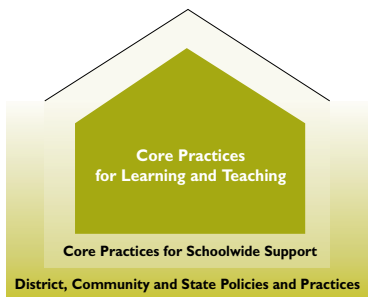 Core Practices
for Learning and Teaching
Core Practices for Schoolwide Support
District, Community and State Policies and Practices